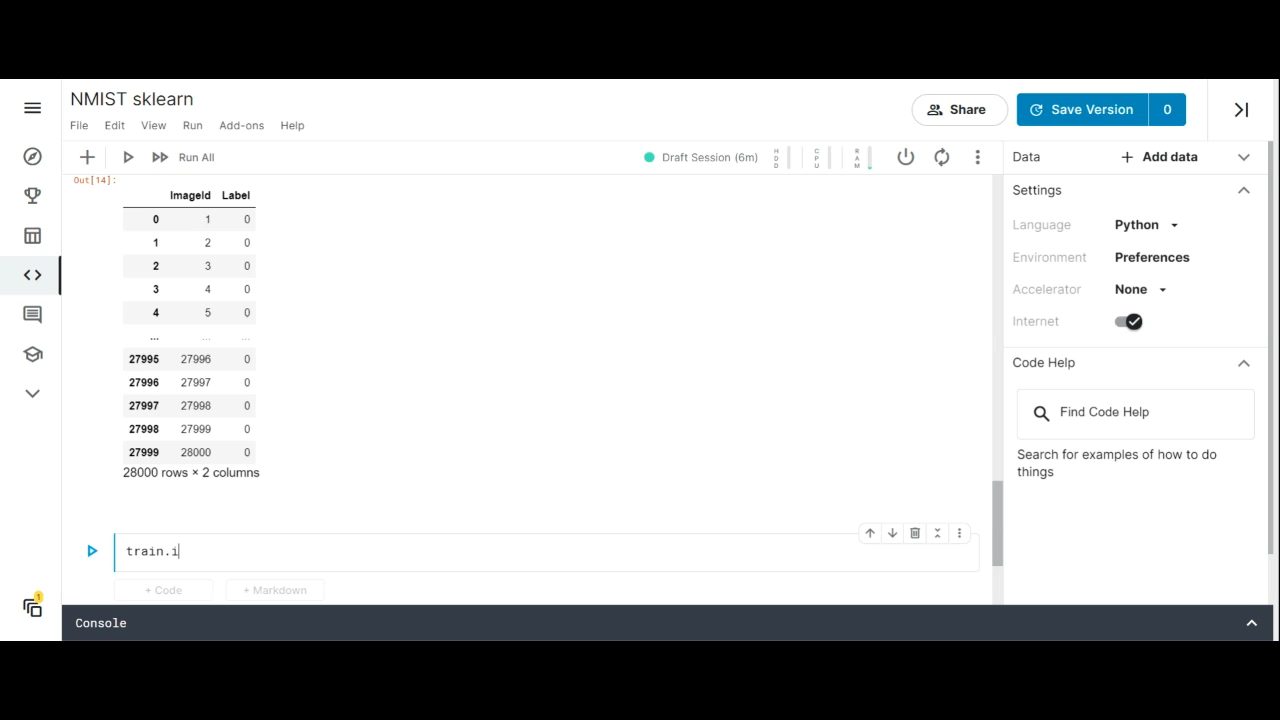 NMIST sklearn
File Edit View Run Add-ons Help
Share
Save Version 0
Run All
Draft Session (6m)
HDD
CPU
RAM
Data
Add data
Out[14]:
ImageId Label
0 1 0
1 2 0
2 3 0
3 4 0
4 5 0
... ... ...
27995 27996 0
27996 27997 0
27997 27998 0
27998 27999 0
27999 28000 0
28000 rows × 2 columns
train.i
+ Code + Markdown
Console
Settings
Language Python
Environment Preferences
Accelerator None
Internet
Code Help
Find Code Help
Search for examples of how to do
things
1